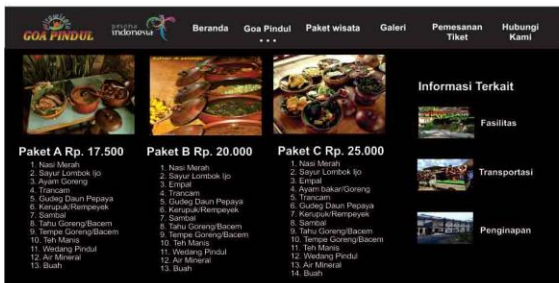 GOA PINDUL
pesona
indonesia
Beranda
Goa Pindul
Paket wisata
Galeri
Pemesanan
Tiket
Hubungi
Kami
Paket A Rp. 17.500
1. Nasi Merah
2. Sayur Lombok Ijo
3. Ayam Goreng
4. Trancam
5. Gudeg Daun Pepaya
6. Kerupuk/Rempeyek
7. Sambal
8. Tahu Goreng/Bacem
9. Tempe Goreng/Bacem
10. Teh Manis
11. Wedang Pindul
12. Air Mineral
13. Buah
Paket B Rp. 20.000
1. Nasi Merah
2. Sayur Lombok Ijo
3. Empal
4. Trancam
5. Gudeg Daun Pepaya
6. Kerupuk/Rempeyek
7. Sambal
8. Tahu Goreng/Bacem
9. Tempe Goreng/Bacem
10. Teh Manis
11. Wedang Pindul
12. Air Mineral
13. Buah
Paket C Rp. 25.000
1. Nasi Merah
2. Sayur Lombok Ijo
3. Empal
4. Ayam bakar/Goreng
5. Trancam
6. Gudeg Daun Pepaya
7. Kerupuk/Rempeyek
8. Sambal
9. Tahu Goreng/Bacem
10. Tempe Goreng/Bacem
11. Teh Manis
12. Wedang Pindul
13. Air Mineral
14. Buah
Informasi Terkait
Fasilitas
Transportasi
Penginapan